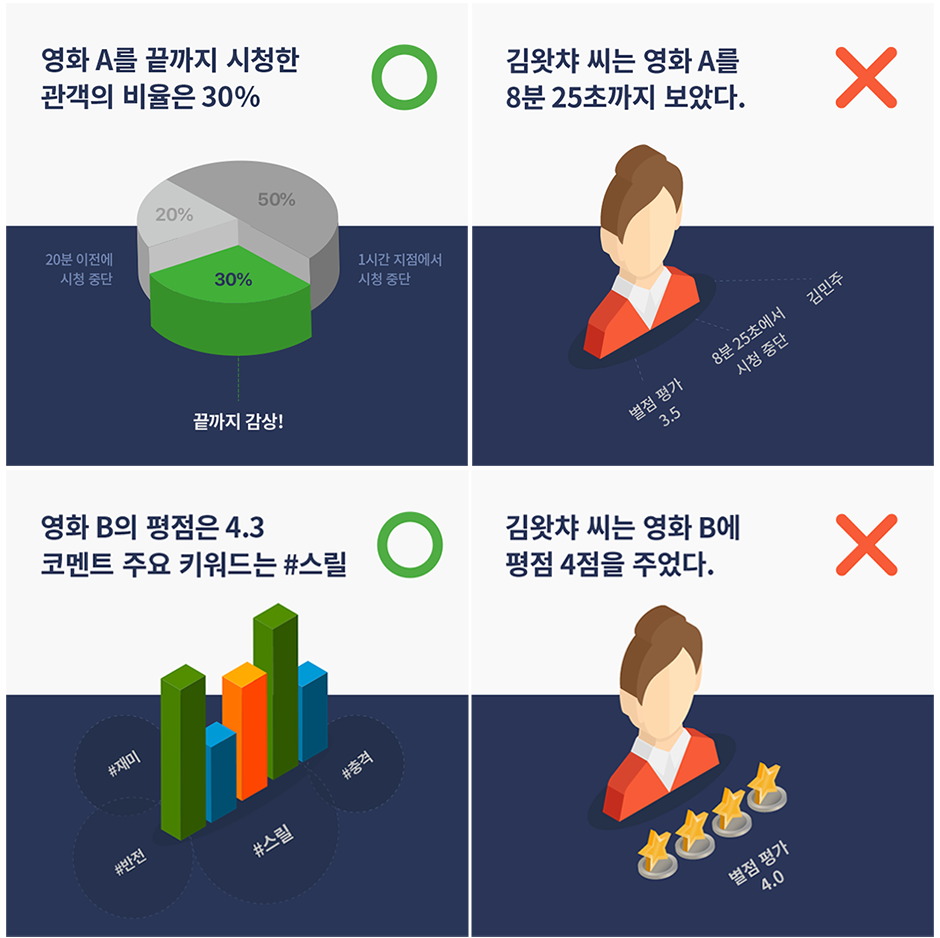 영화 A를 끝까지 시청한
관객의 비율은 30%
50%
20%
30%
20분 이전에
시청 중단
1시간 지점에서
시청 중단
끝까지 감상!
김왓챠 씨는 영화 A를
8분 25초까지 보았다.
김민주
8분 25초에서
시청 중단
별점 평가
3.5
영화 B의 평점은 4.3
코멘트 주요 키워드는 #스릴
#재미
#충격
#반전
#스릴
김왓챠 씨는 영화 B에
평점 4점을 주었다.
별점 평가
4.0